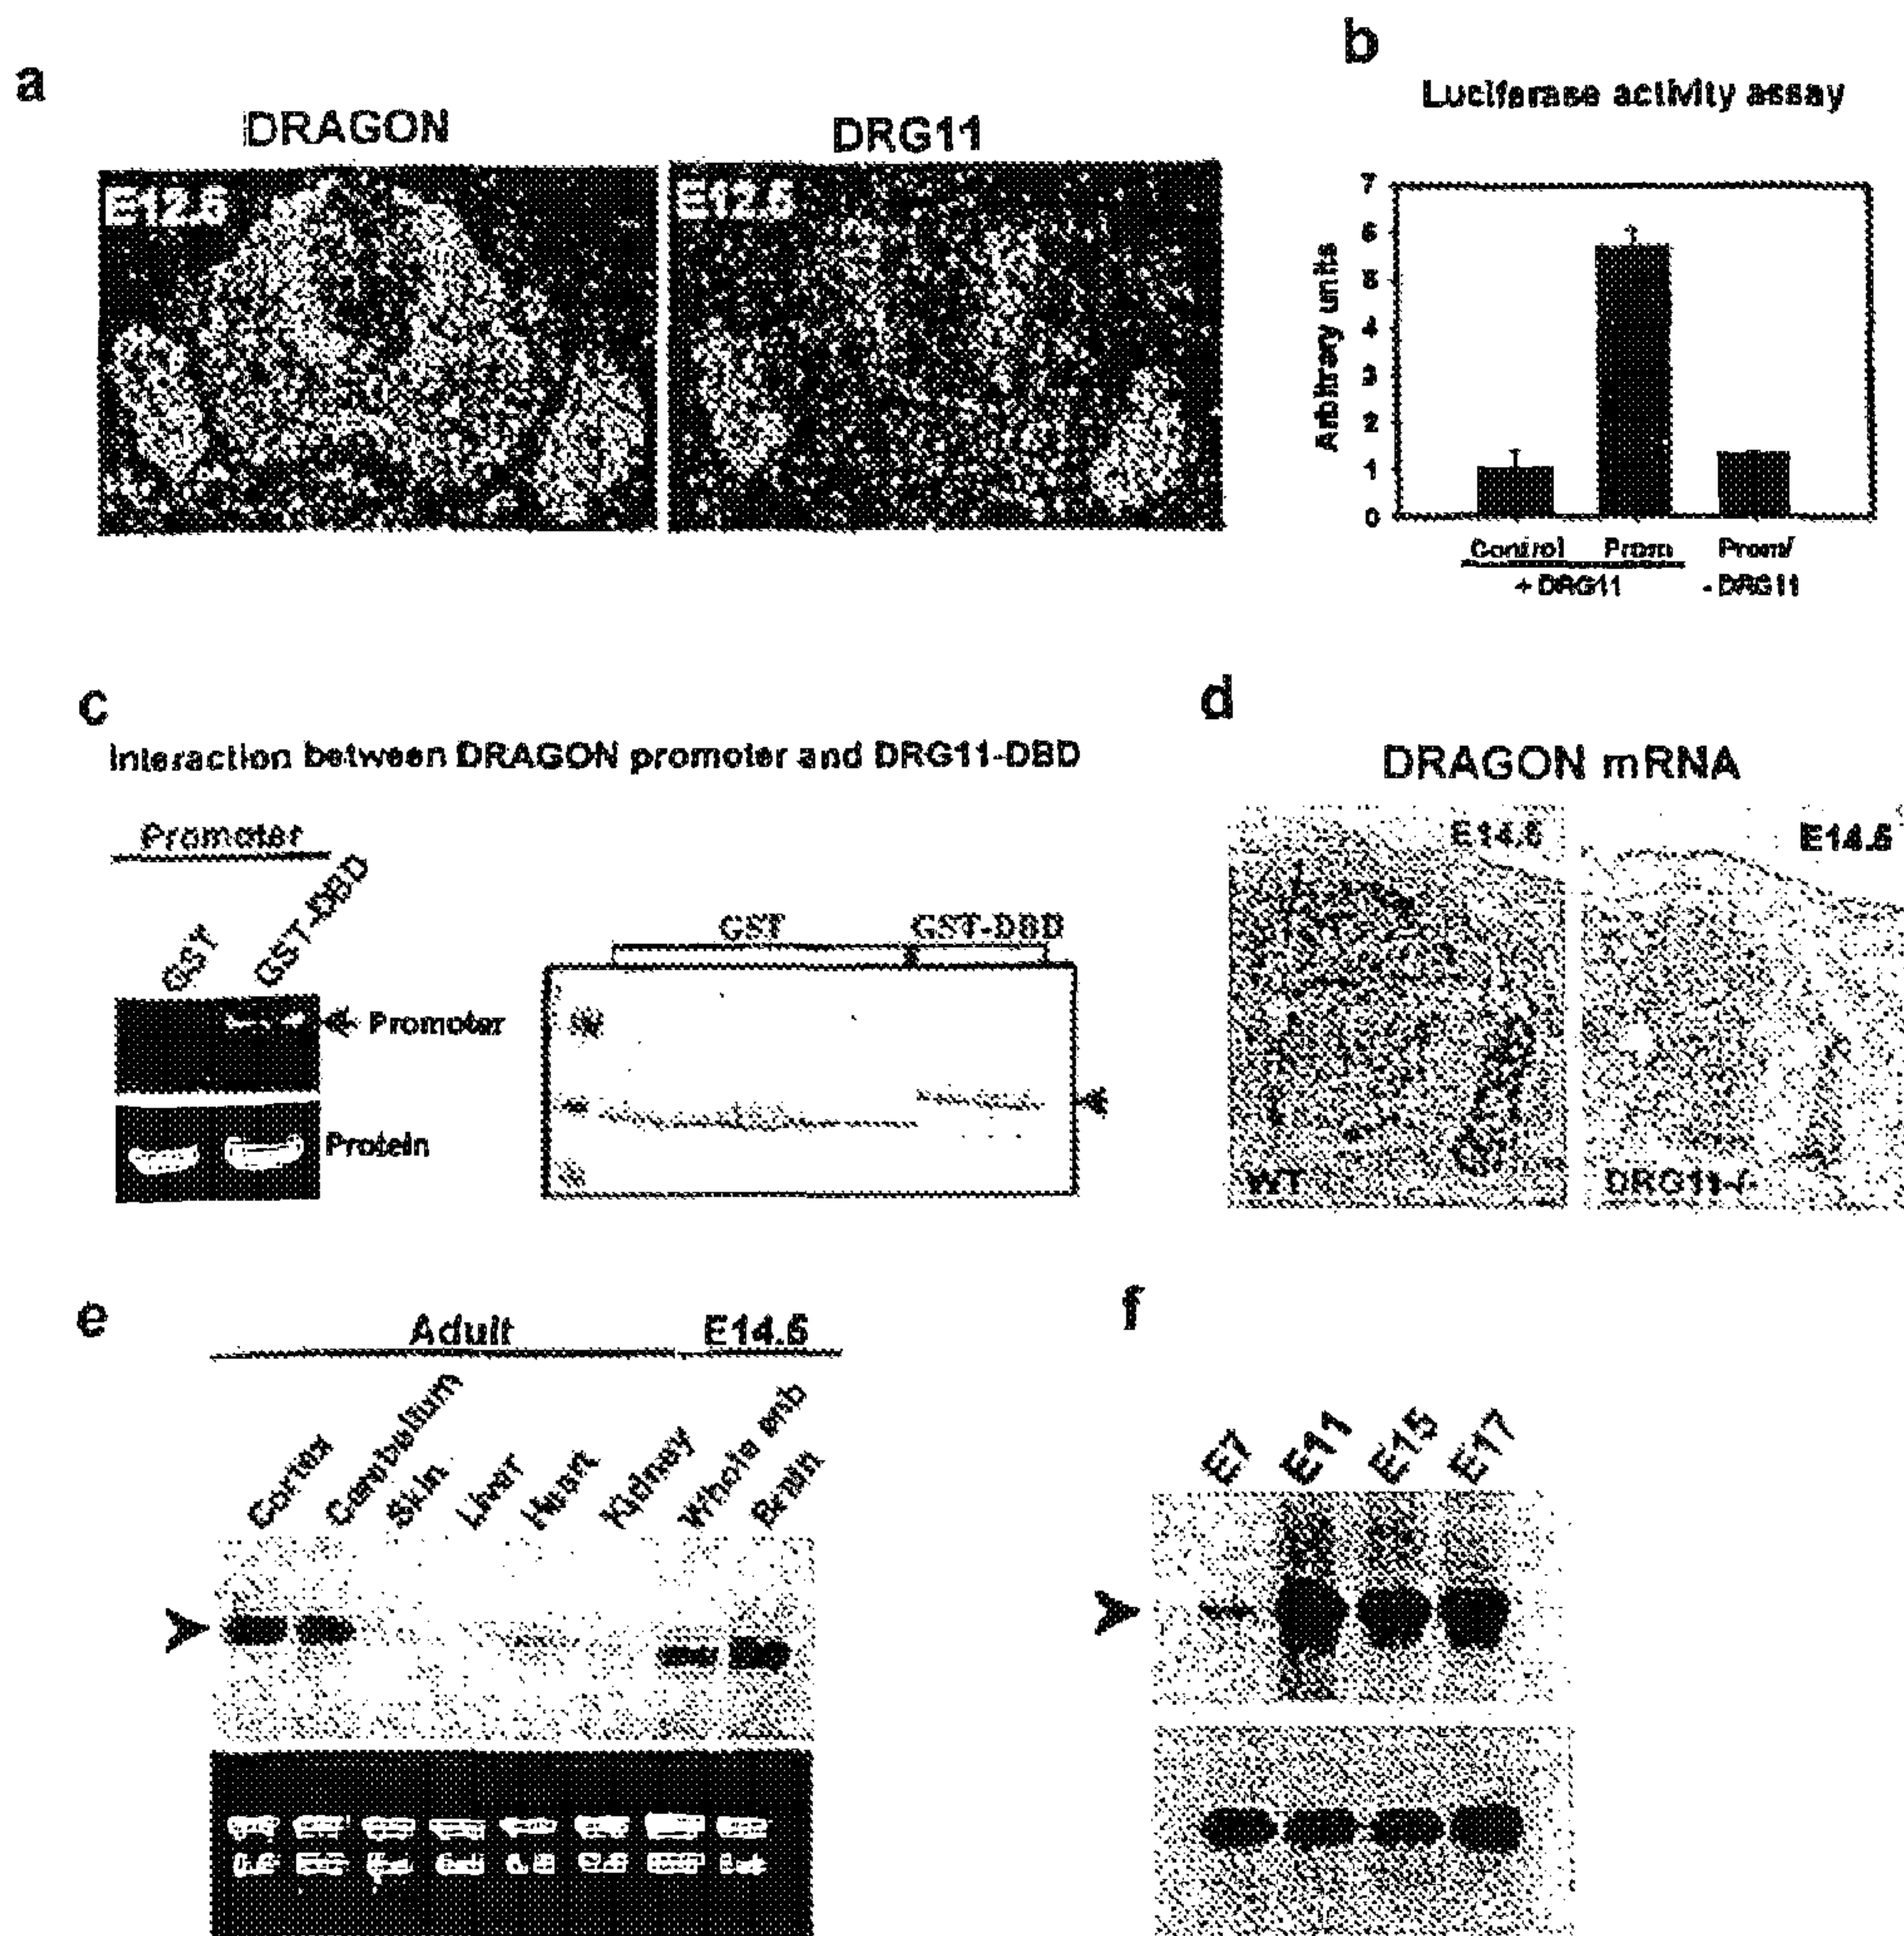 a
DRAGON
DRG11
E12.5
E12.5
b
Luciferase activity assay
Arbitrary units
7
6
5
4
3
2
1
0
Control Prom Prom/
+ DRG11 - DRG11
c
Interaction between DRAGON promoter and DRG11-DBD
Promoter
GST
GST-DBD
Promoter
Protein
GST GST-DBD
d
DRAGON mRNA
E14.5
E14.5
WT
DRG11-/-
e
Adult E14.5
Cortex
Cerebellum
Skin
Liver
Heart
Kidney
Whole emb
Brain
f
E7
E11
E15
E17